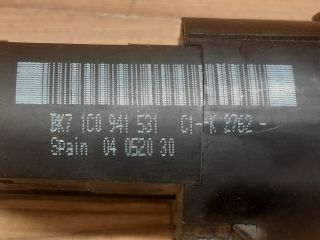 BK7 1C0 941 531 C1--K 2762 -
Spain 04 0520 30